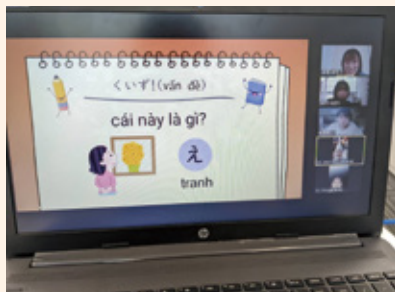 くいず!(vấn đề)
cái này là gì?
え
tranh
hp